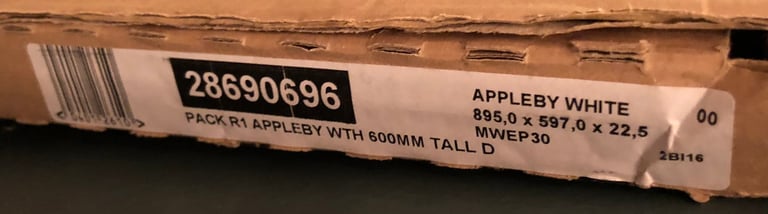 28690696
PACK R1 APPLEBY WTH 600MM TALL D
APPLEBY WHITE
00
895,0 x 597,0 x 22,5
MWEP30
2BI16